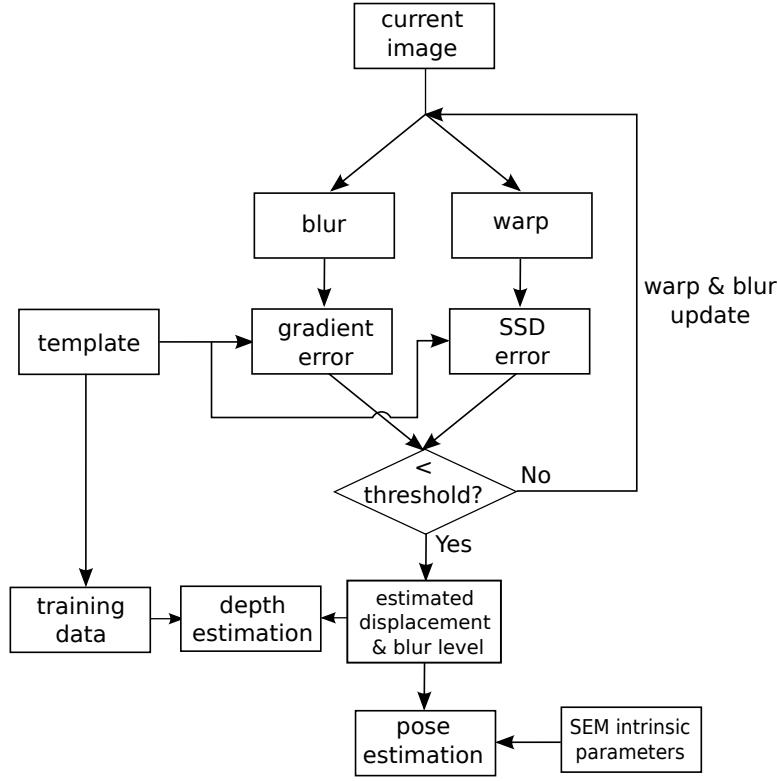 current
image
blur
warp
warp & blur
update
template
gradient
error
SSD
error
<
threshold?
No
Yes
training
data
depth
estimation
estimated
displacement
& blur level
pose
estimation
SEM intrinsic
parameters